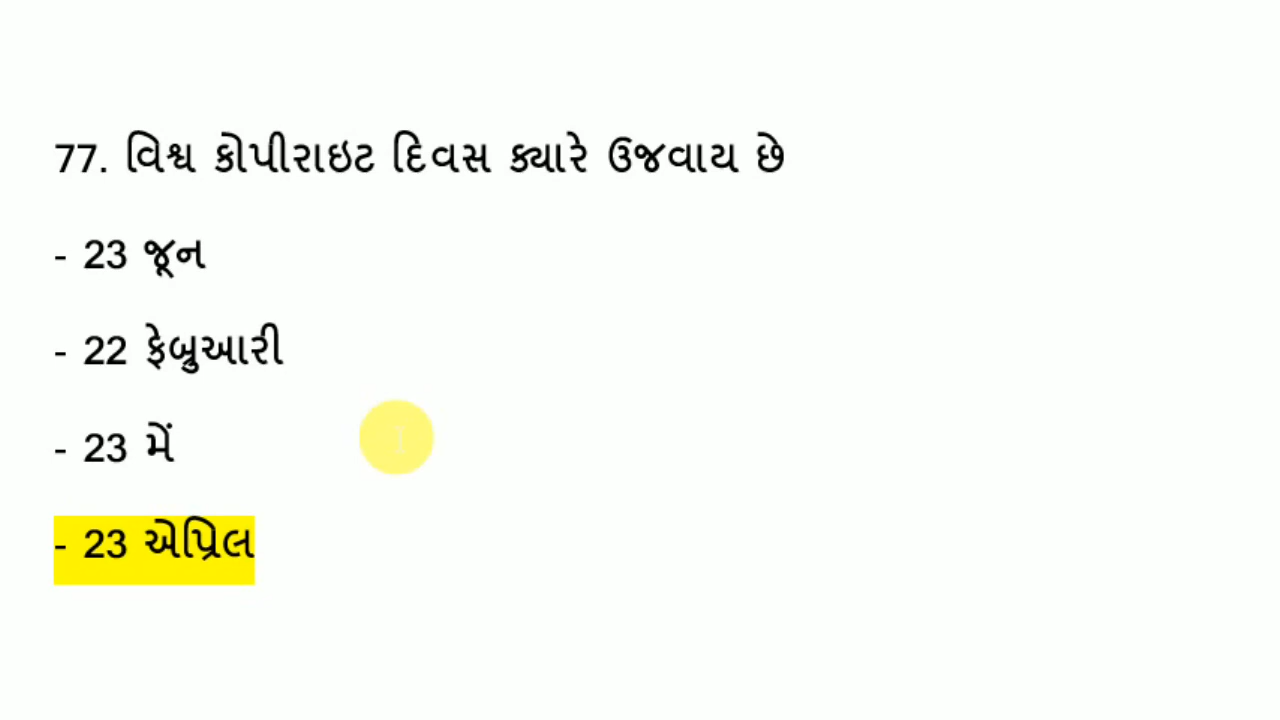 77. વિશ્વ કોપીરાઇટ દિવસ ક્યારે ઉજવાય છે
- 23 જૂન
- 22 ફેબ્રુઆરી
- 23 મેં
- 23 એપ્રિલ